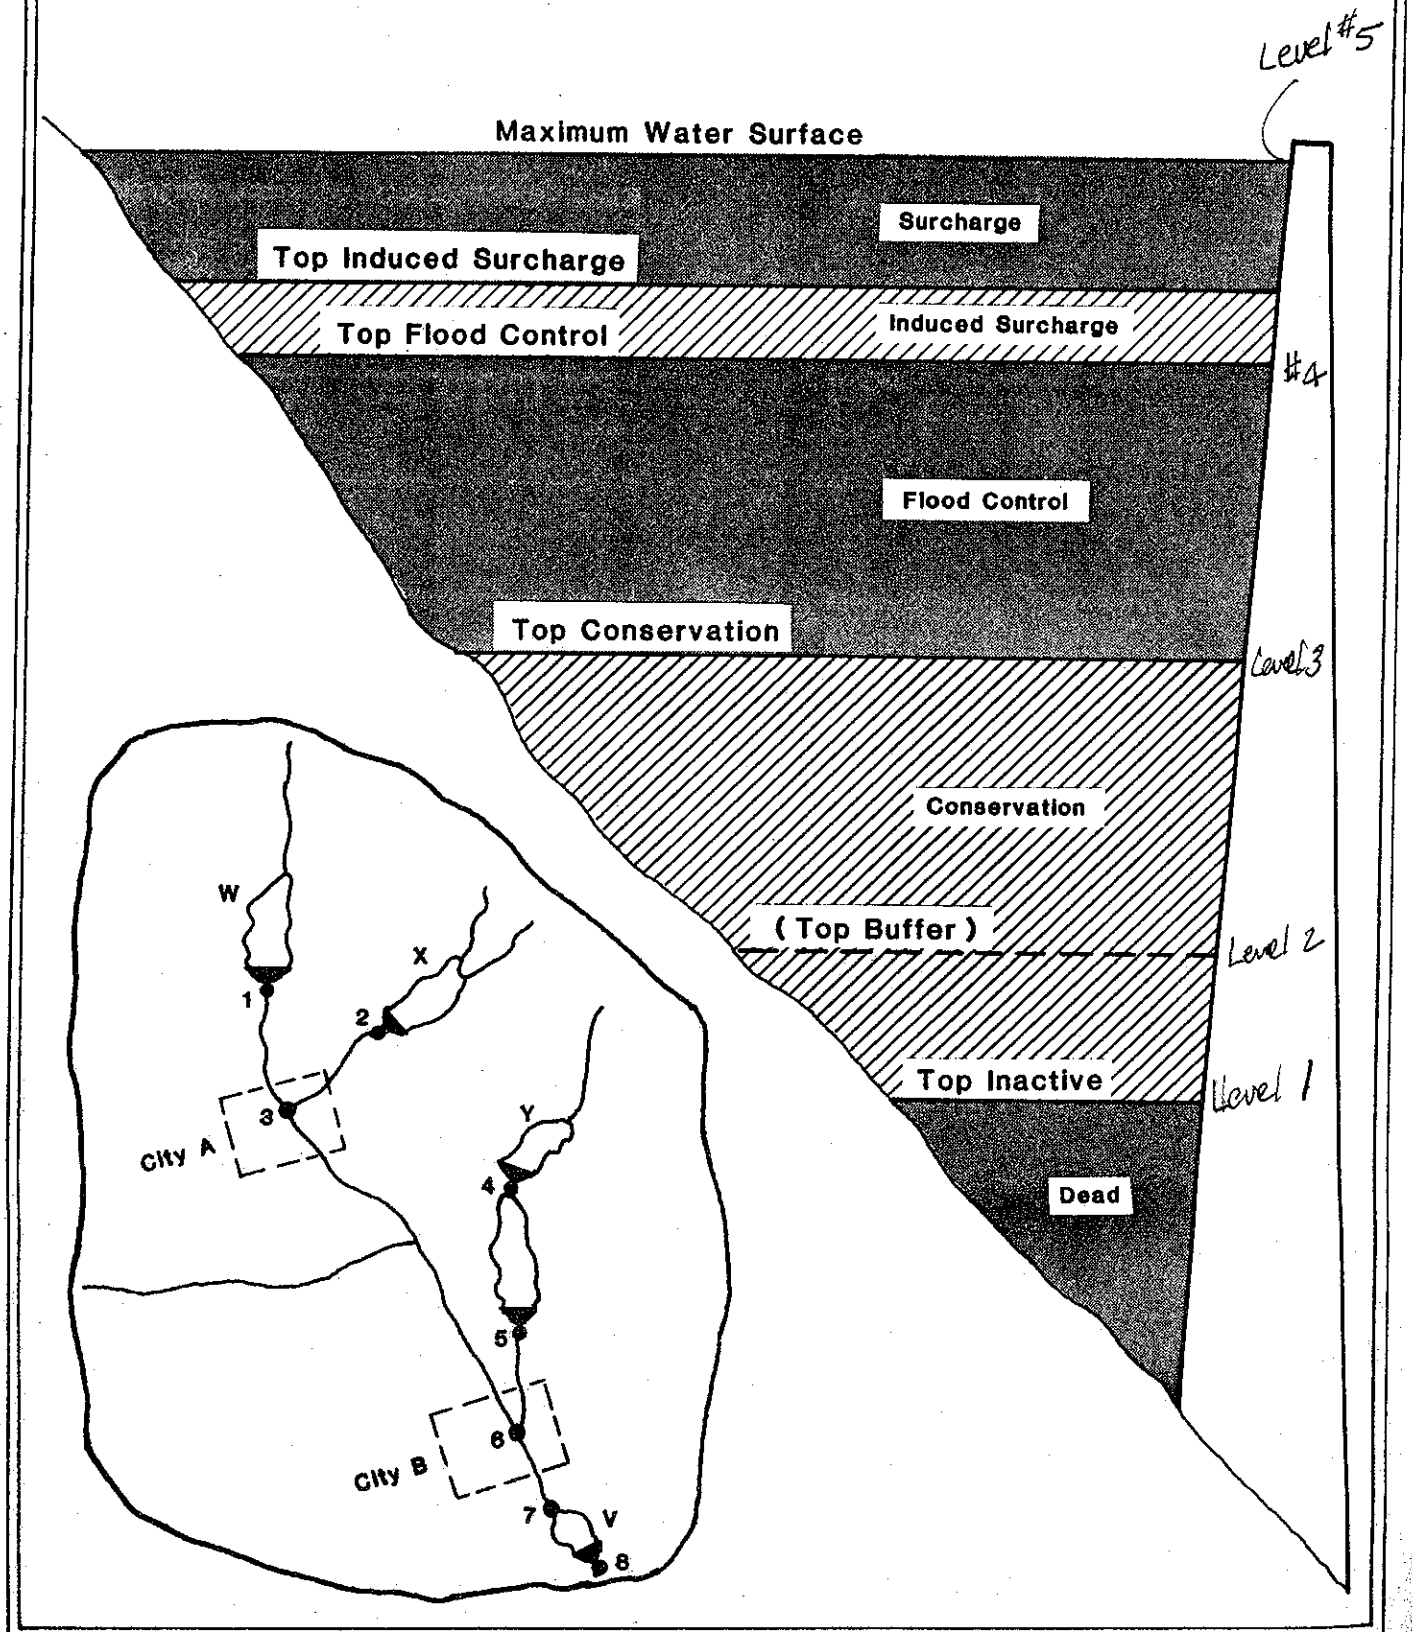 Level #5
Maximum Water Surface
Surcharge
Top Induced Surcharge
Induced Surcharge
Top Flood Control
#4
Flood Control
Top Conservation
Level 3
Conservation
(Top Buffer)
Level 2
Top Inactive
Level 1
Dead
W
X
1
2
3
City A
Y
4
5
6
City B
7
V
8